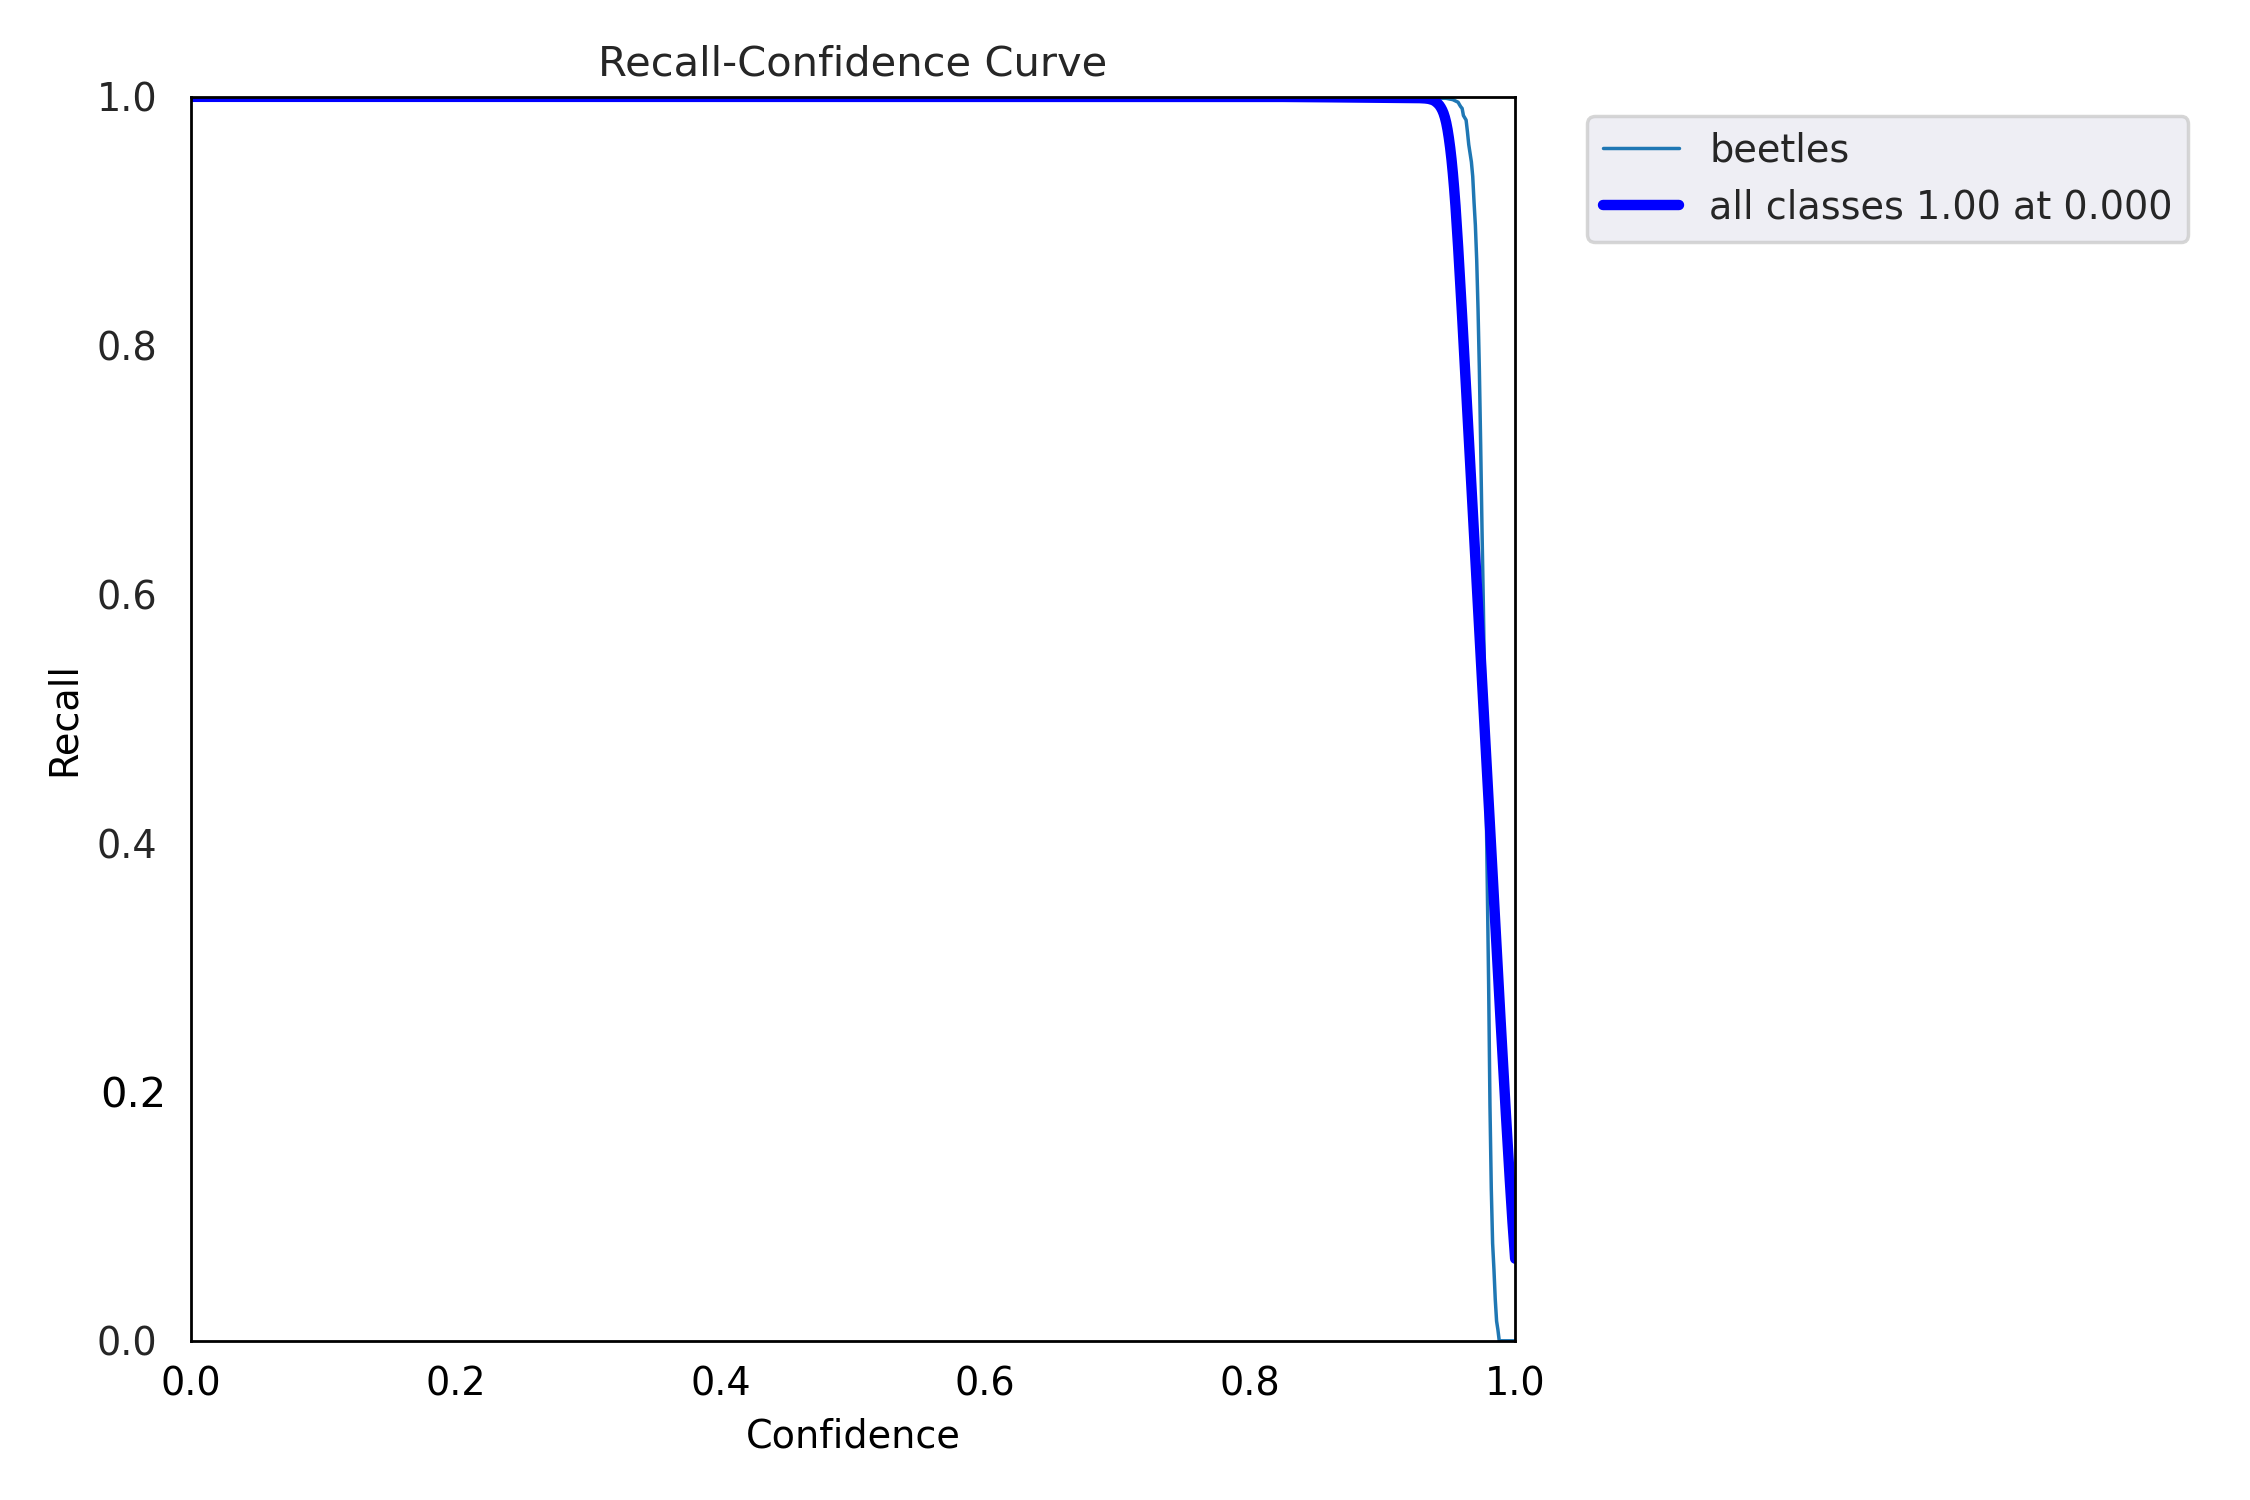 Recall-Confidence Curve
1.0
0.8
0.6
0.4
0.2
0.0
Recall
0.0 0.2 0.4 0.6 0.8 1.0
Confidence
beetles
all classes 1.00 at 0.000